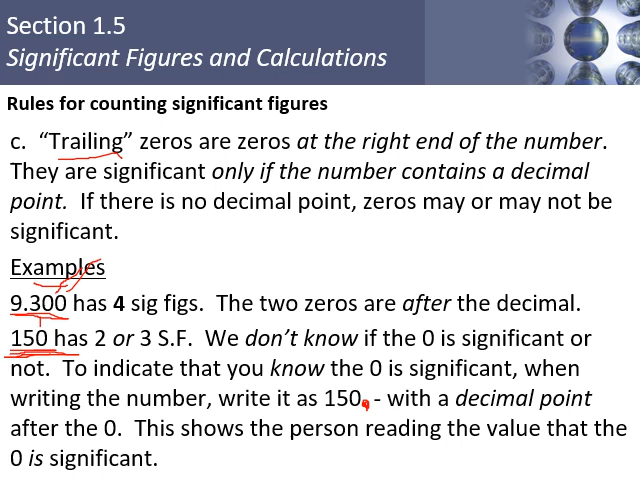 Section 1.5
Significant Figures and Calculations
Rules for counting significant figures
c. “Trailing” zeros are zeros at the right end of the number.
They are significant only if the number contains a decimal
point. If there is no decimal point, zeros may or may not be
significant.
Examples
9.300 has 4 sig figs. The two zeros are after the decimal.
150 has 2 or 3 S.F. We don’t know if the 0 is significant or
not. To indicate that you know the 0 is significant, when
writing the number, write it as 150. - with a decimal point
after the 0. This shows the person reading the value that the
0 is significant.